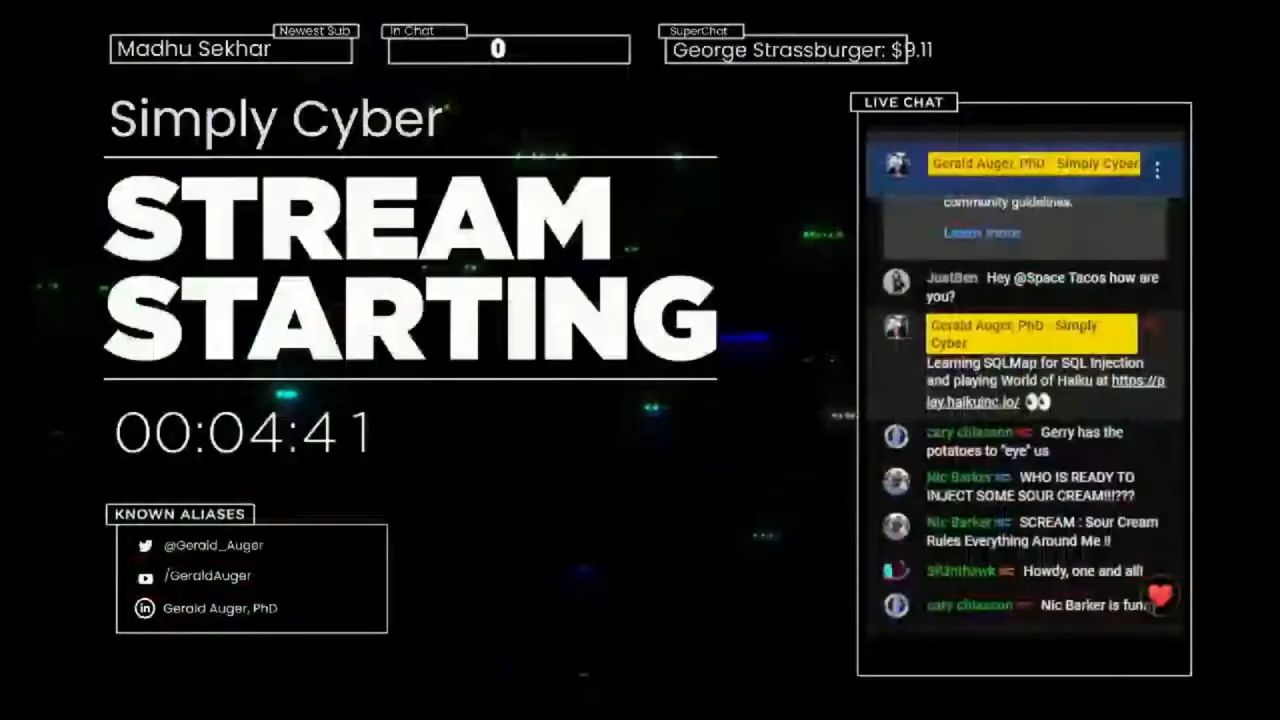 Newest Sub
Madhu Sekhar
In Chat
0
SuperChat
George Strassburger: $9.11
Simply Cyber
STREAM
STARTING
00:04:41
KNOWN ALIASES
@Gerald_Auger
/GeraldAuger
Gerald Auger, PhD
LIVE CHAT
Gerald Auger, PhD - Simply Cyber
community guidelines.
Learn more
JustBen Hey @Space Tacos how are
you?
Gerald Auger, PhD - Simply
Cyber
Learning SQLMap for SQL Injection
and playing World of Haiku at https://p
lay.haikuinc.io/ 👀
cary chiasson Gerry has the
potatoes to "eye" us
Nic Barker WHO IS READY TO
INJECT SOME SOUR CREAM!!!???
Nic Barker SCREAM : Sour Cream
Rules Everything Around Me !!
Howdy, one and all!
cary chiasson Nic Barker is